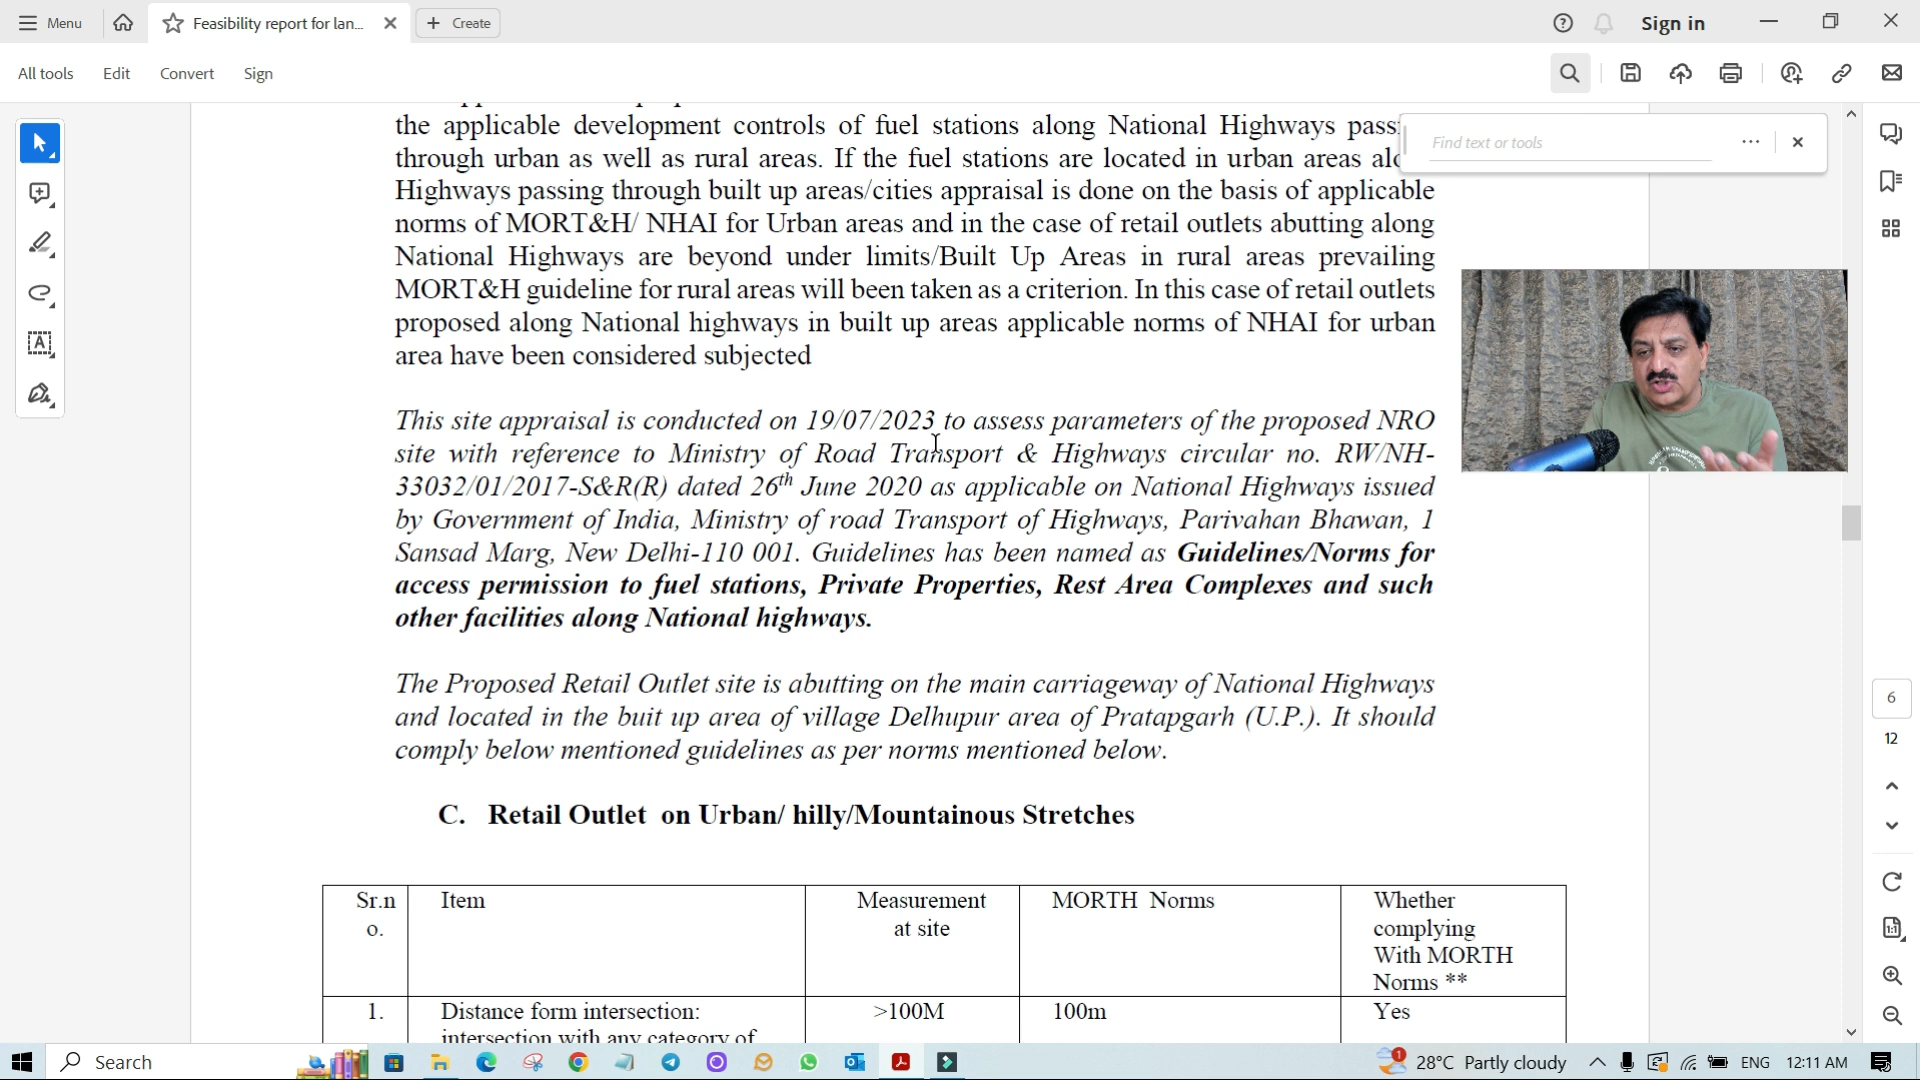 Menu
Feasibility report for lan...
Create
Sign in
All tools
Edit
Convert
Sign
Find text or tools
the applicable development controls of fuel stations along National Highways pass
through urban as well as rural areas. If the fuel stations are located in urban areas alo
Highways passing through built up areas/cities appraisal is done on the basis of applicable
norms of MORT&H/ NHAI for Urban areas and in the case of retail outlets abutting along
National Highways are beyond under limits/Built Up Areas in rural areas prevailing
MORT&H guideline for rural areas will been taken as a criterion. In this case of retail outlets
proposed along National highways in built up areas applicable norms of NHAI for urban
area have been considered subjected
This site appraisal is conducted on 19/07/2023 to assess parameters of the proposed NRO
site with reference to Ministry of Road Transport & Highways circular no. RW/NH-
33032/01/2017-S&R(R) dated 26th June 2020 as applicable on National Highways issued
by Government of India, Ministry of road Transport of Highways, Parivahan Bhawan, 1
Sansad Marg, New Delhi-110 001. Guidelines has been named as Guidelines/Norms for
access permission to fuel stations, Private Properties, Rest Area Complexes and such
other facilities along National highways.
The Proposed Retail Outlet site is abutting on the main carriageway of National Highways
and located in the buit up area of village Delhupur area of Pratapgarh (U.P.). It should
comply below mentioned guidelines as per norms mentioned below.
C. Retail Outlet on Urban/ hilly/Mountainous Stretches
Sr.n
o.
Item
Measurement
at site
MORTH Norms
Whether
complying
With MORTH
Norms **
1.
Distance form intersection:
intersection with any category of
>100M
100m
Yes
6
12
Search
1
28°C Partly cloudy
ENG
12:11 AM